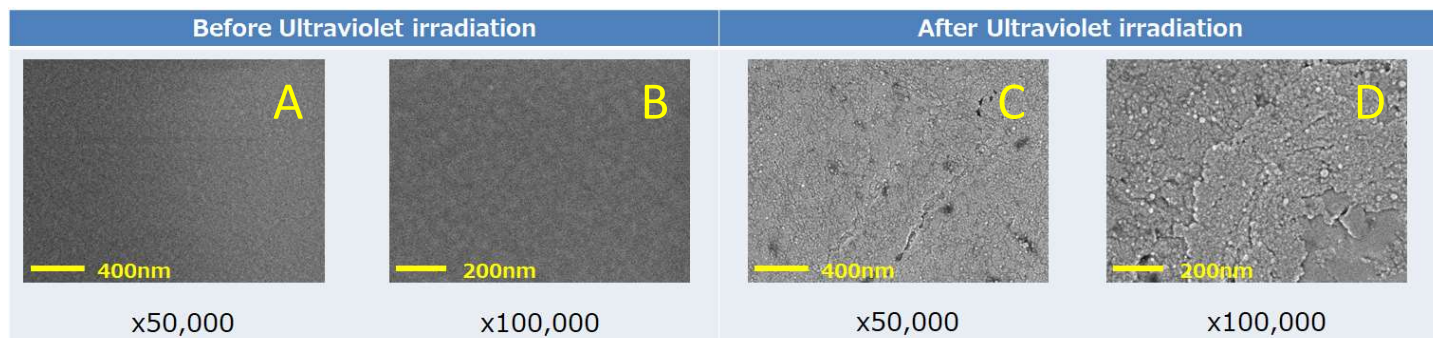 Before Ultraviolet irradiation
After Ultraviolet irradiation
A
B
C
D
400nm
200nm
400nm
200nm
x50,000
x100,000
x50,000
x100,000